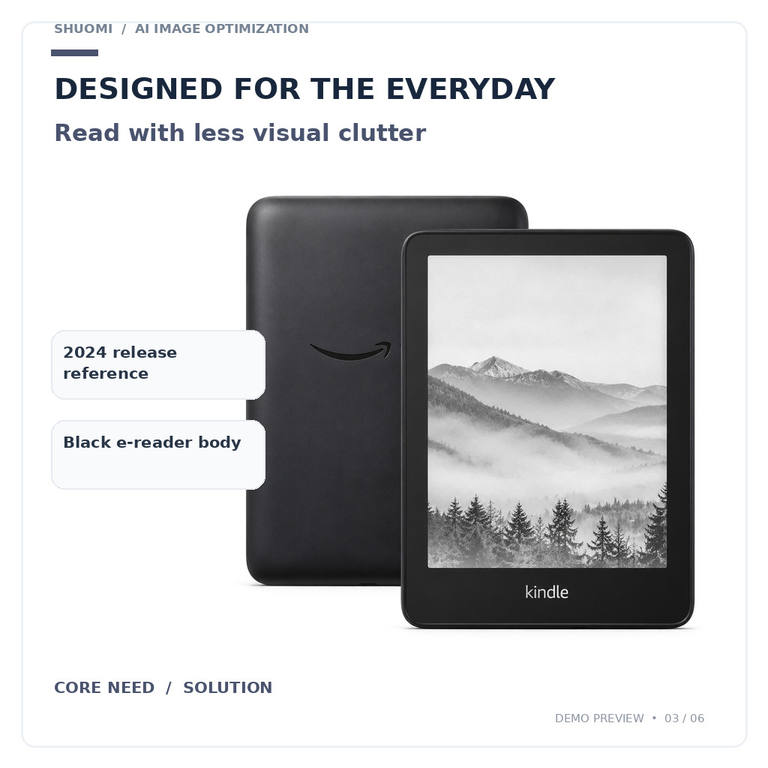 SHUOMI / AI IMAGE OPTIMIZATION
DESIGNED FOR THE EVERYDAY
Read with less visual clutter
2024 release
reference
Black e-reader body
kindle
CORE NEED / SOLUTION
DEMO PREVIEW • 03 / 06